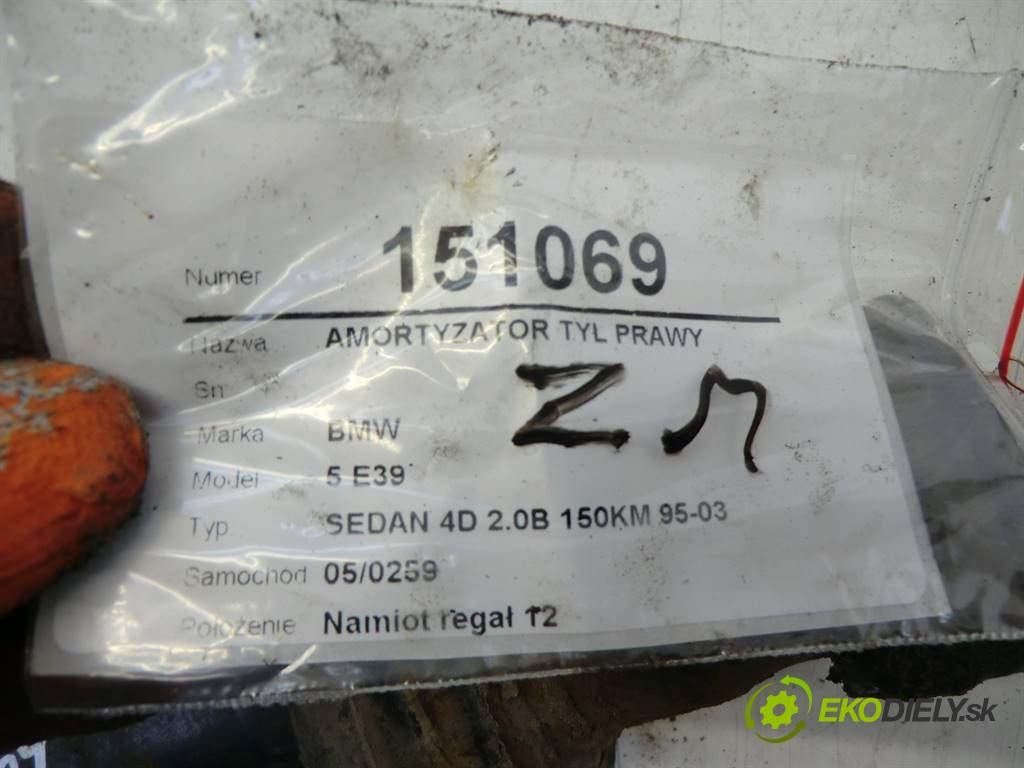 Numer 151069
Nazwa AMORTYZATOR TYL PRAWY
Sn
Marka BMW
Model 5 E39
Typ SEDAN 4D 2.0B 150KM 95-03
Samochod 05/0259
Położenie Namiot regał 12
EKODIELY.sk